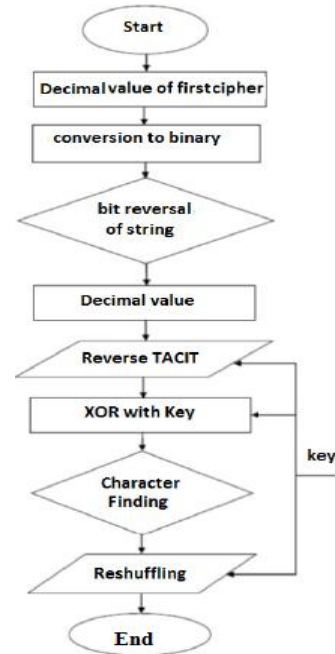 Start
Decimal value of firstcipher
conversion to binary
bit reversal
of string
Decimal value
Reverse TACIT
XOR with Key
key
Character
Finding
Reshuffling
End